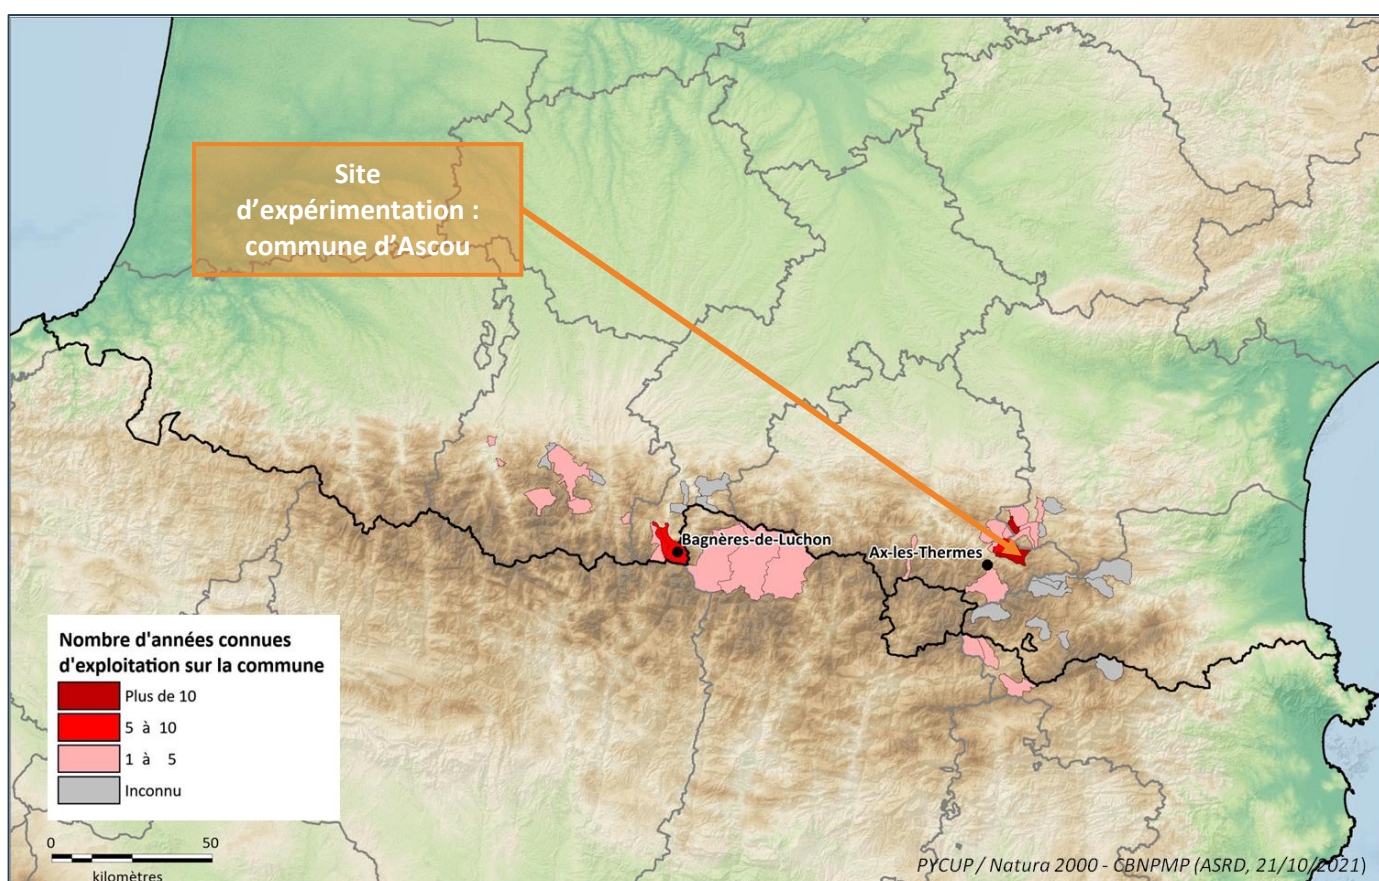 Site
d’expérimentation :
commune d’Ascou
Bagnères-de-Luchon
Ax-les-Thermes
Nombre d'années connues
d'exploitation sur la commune
Plus de 10
5 à 10
1 à 5
Inconnu
0 50
kilomètres
PYCUP / Natura 2000 - CBNPMP (ASRD, 21/10/2021)